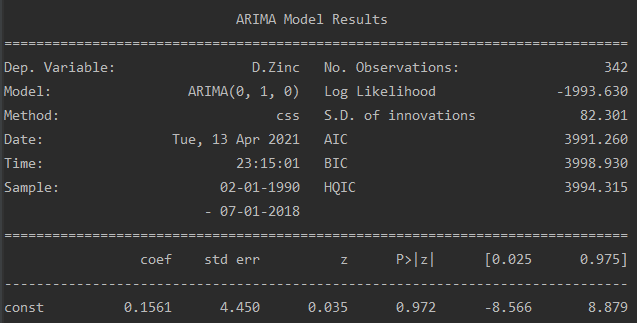 ARIMA Model Results
==============================================================================
Dep. Variable: D.Zinc No. Observations: 342
Model: ARIMA(0, 1, 0) Log Likelihood -1993.630
Method: css S.D. of innovations 82.301
Date: Tue, 13 Apr 2021 AIC 3991.260
Time: 23:15:01 BIC 3998.930
Sample: 02-01-1990 HQIC 3994.315
- 07-01-2018
==============================================================================
coef std err z P>|z| [0.025 0.975]
------------------------------------------------------------------------------
const 0.1561 4.450 0.035 0.972 -8.566 8.879